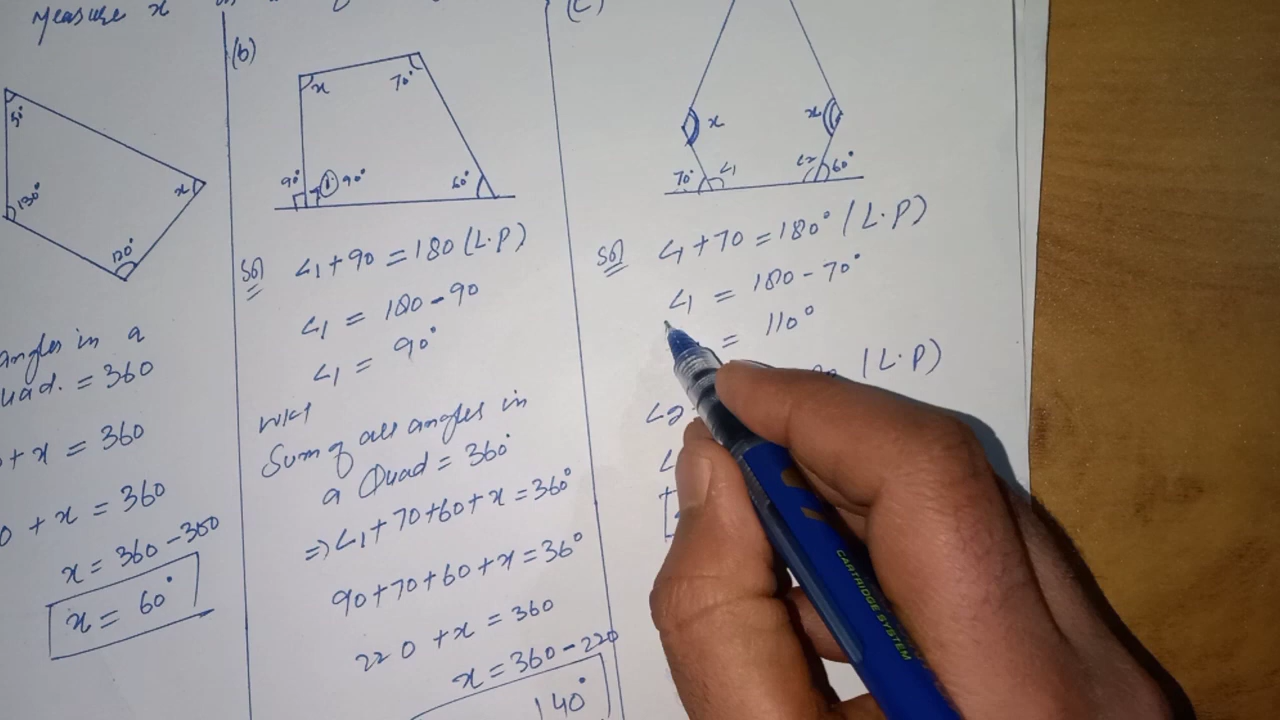 Measure x
50°
130°
x
120°
angles in a
uad. = 360
+ x = 360
0 + x = 360
x = 360 - 300
x = 60°
(b)
x
70°
90°
1
90°
60°
Sol
∠1 + 90 = 180 (L.P)
∠1 = 180 - 90
∠1 = 90°
WKT
Sum of all angles in
a Quad = 360°
⇒ ∠1 + 70 + 60 + x = 360°
90 + 70 + 60 + x = 36°
220 + x = 360
x = 360 - 220
140°
(c)
x
x
70°
∠1
∠2
60°
Sol
∠1 + 70 = 180° (L.P)
∠1 = 180 - 70°
= 110°
(L.P)
∠2
∠
CARTRIDGE SYSTEM